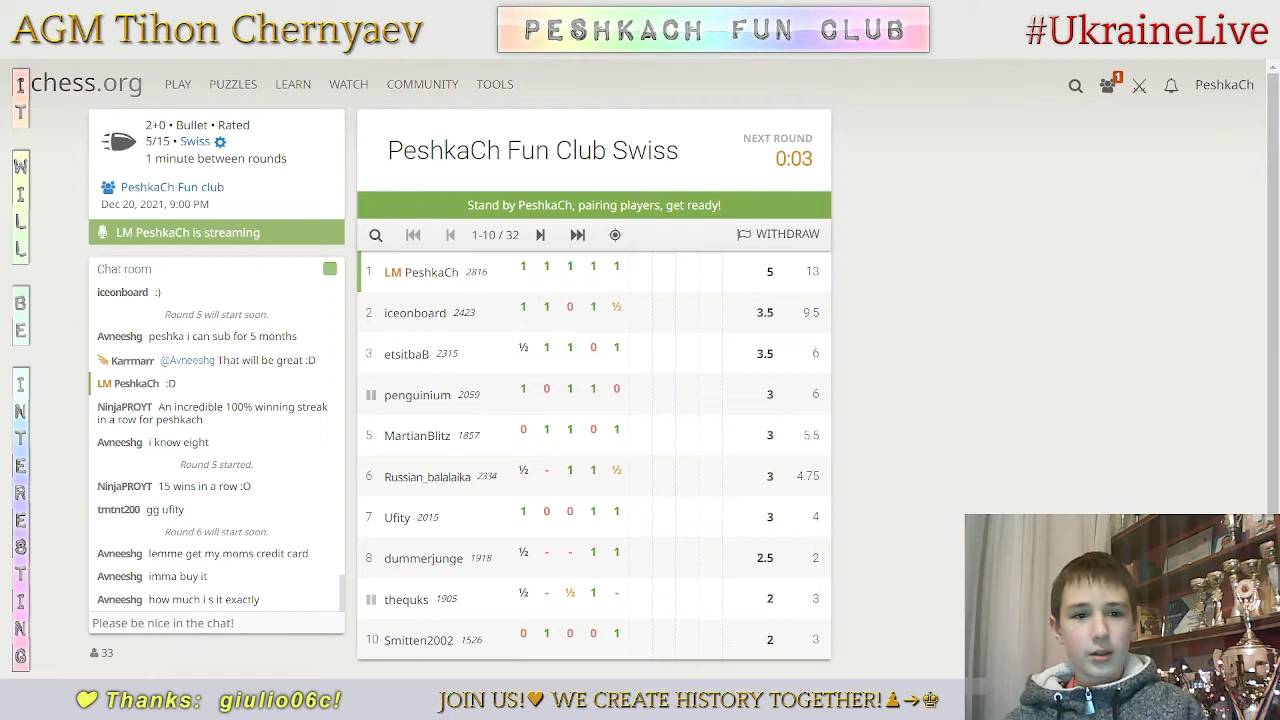 AGM Tihon Chernyaev
PESHKACH FUN CLUB
#UkraineLive
IT WILL BE INTERESTING
chess.org
PLAY PUZZLES LEARN WATCH COMMUNITY TOOLS
1
PeshkaCh
2+0 • Bullet • Rated
5/15 • Swiss
1 minute between rounds
PeshkaCh Fun club
Dec 20, 2021, 9:00 PM
LM PeshkaCh is streaming
Chat room
iceonboard :)
Round 5 will start soon.
Avneeshg peshka i can sub for 5 months
Karrmarr @Avneeshg That will be great :D
LM PeshkaCh :D
NinjaPROYT An incredible 100% winning streak
in a row for peshkach
Avneeshg i know eight
Round 5 started.
NinjaPROYT 15 wins in a row :O
tmtnt200 gg ufity
Round 6 will start soon.
Avneeshg lemme get my moms credit card
Avneeshg imma buy it
Avneeshg how much i s it exactly
Please be nice in the chat!
33
PeshkaCh Fun Club Swiss
NEXT ROUND
0:03
Stand by PeshkaCh, pairing players, get ready!
1-10 / 32
WITHDRAW
1 LM PeshkaCh 2816 1 1 1 1 1 5 13
2 iceonboard 2423 1 1 0 1 ½ 3.5 9.5
3 etsitbaB 2315 ½ 1 1 0 1 3.5 6
penguinium 2059 1 0 1 1 0 3 6
5 MartianBlitz 1857 0 1 1 0 1 3 5.5
6 Russian_balalaika 2334 ½ - 1 1 ½ 3 4.75
7 Ufity 2015 1 0 0 1 1 3 4
8 dummerjunge 1918 ½ - - 1 1 2.5 2
thequks 1905 ½ - ½ 1 - 2 3
10 Smitten2002 1526 0 1 0 0 1 2 3
Thanks: giulio06c!
JOIN US!🧡 WE CREATE HISTORY TOGETHER!♟→♚